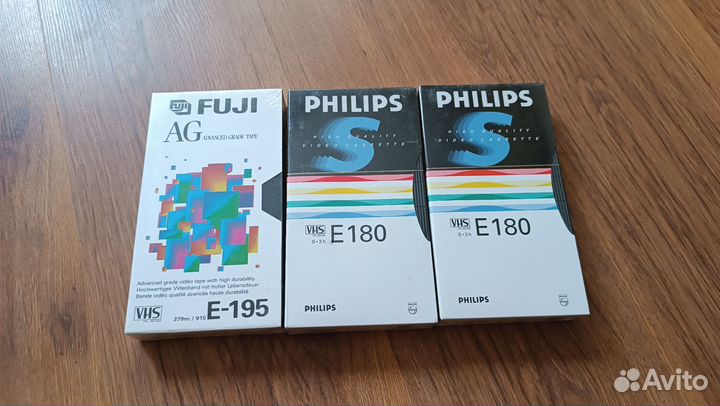 FUJI
FUJI
AG ADVANCED GRADE TAPE
Advanced grade video tape with high durability.
Hochwertiges Videoband mit hoher Lebensdauer
Bande vidéo qualité avancée haute durabilité
VHS
279m / 915
E-195
PHILIPS
S
HIGH QUALITY
VIDEO CASSETTE
VHS E180
S•3h
PHILIPS
PHILIPS
S
HIGH QUALITY
VIDEO CASSETTE
VHS E180
S•3h
PHILIPS
Avito